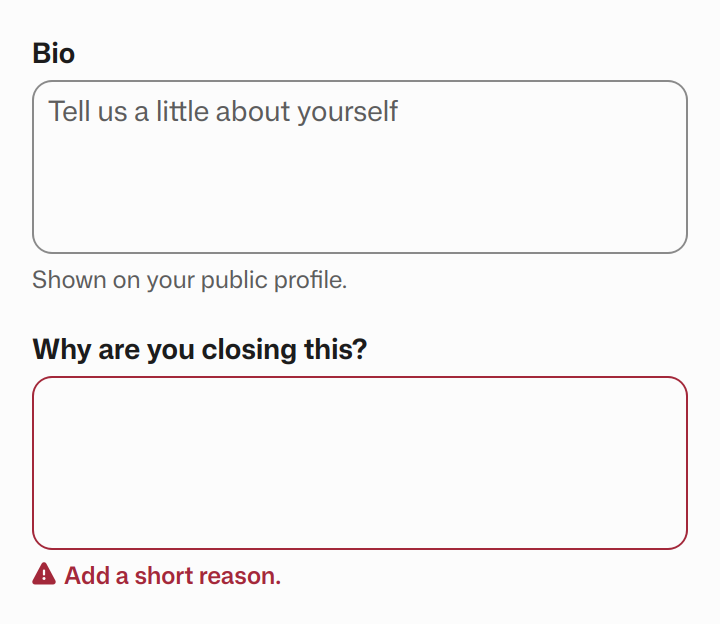 Bio
Tell us a little about yourself
Shown on your public profile.
Why are you closing this?
Add a short reason.